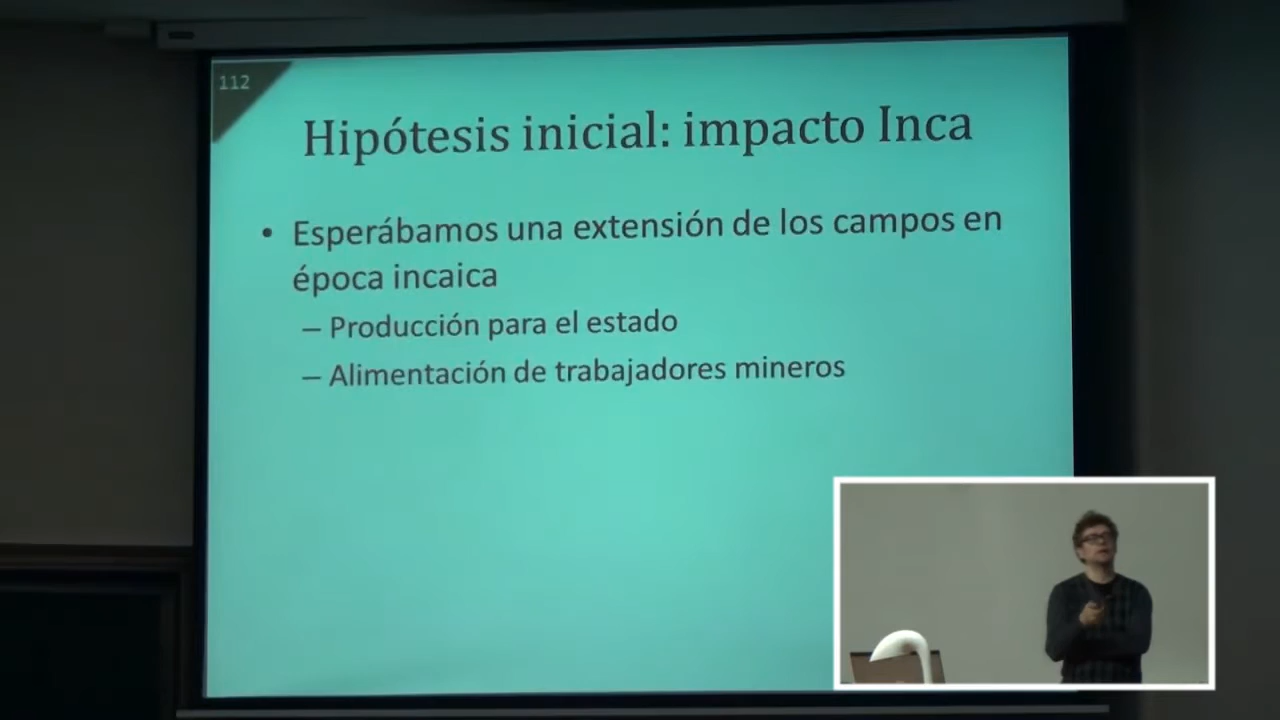 112
Hipótesis inicial: impacto Inca
• Esperábamos una extensión de los campos en
época incaica
– Producción para el estado
– Alimentación de trabajadores mineros